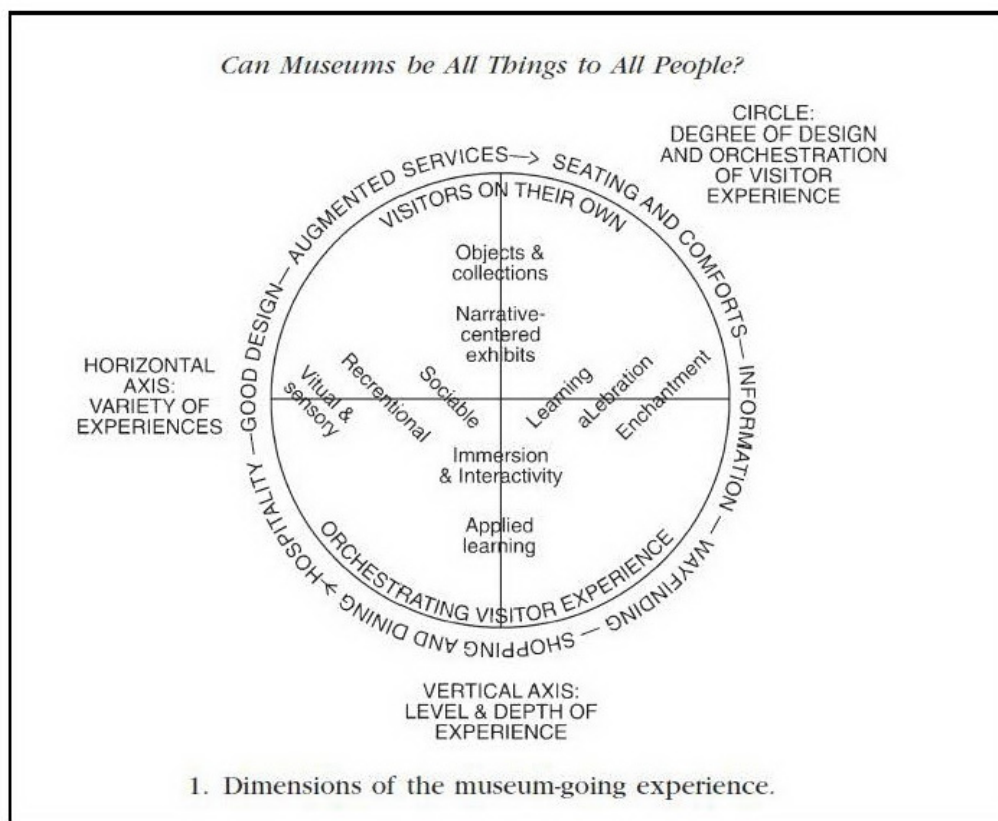 Can Museums be All Things to All People?
CIRCLE:
DEGREE OF DESIGN
AND ORCHESTRATION
OF VISITOR
EXPERIENCE
GOOD DESIGN— AUGMENTED SERVICES—> SEATING AND COMFORTS— INFORMATION — WAYFINDING — SHOPPING AND DINING → HOSPITALITY —
VISITORS ON THEIR OWN
Objects &
collections
Narrative-
centered
exhibits
HORIZONTAL
AXIS:
VARIETY OF
EXPERIENCES
Vitual &
sensory
Recrentional
Sociable
Learning
aLebration
Enchantment
Immersion
& Interactivity
Applied
learning
ORCHESTRATING VISITOR EXPERIENCE
VERTICAL AXIS:
LEVEL & DEPTH OF
EXPERIENCE
1. Dimensions of the museum-going experience.